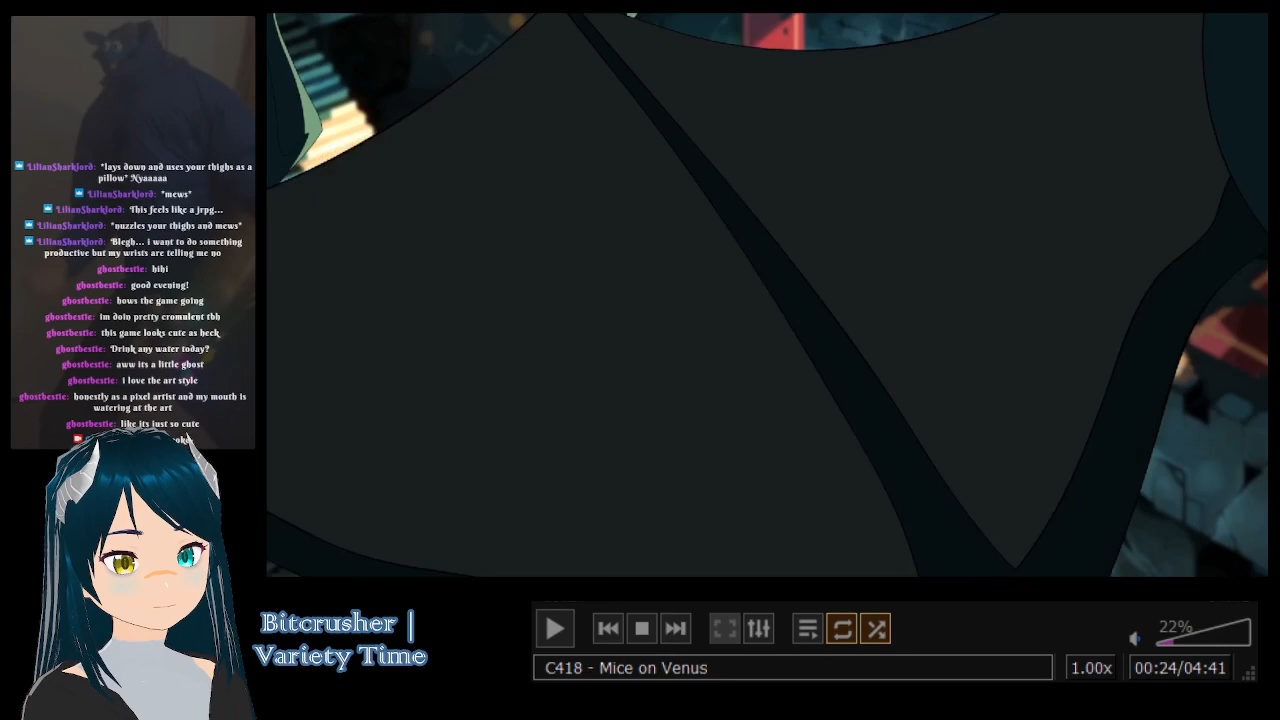 LilianSharklord: *lays down and uses your thighs as a
pillow* Nyaaaaa
LilianSharklord: *mews*
LilianSharklord: This feels like a jrpg...
LilianSharklord: *nuzzles your thighs and mews*
LilianSharklord: Blegh... i want to do something
productive but my wrists are telling me no
ghostbestie: hihi
ghostbestie: good evening!
ghostbestie: hows the game going
ghostbestie: im doin pretty cromulent tbh
ghostbestie: this game looks cute as heck
ghostbestie: Drink any water today?
ghostbestie: aww its a little ghost
ghostbestie: i love the art style
ghostbestie: honestly as a pixel artist and my mouth is
watering at the art
ghostbestie: like its just so cute
Bitcrusher |
Variety Time
22%
C418 - Mice on Venus
1.00x
00:24/04:41